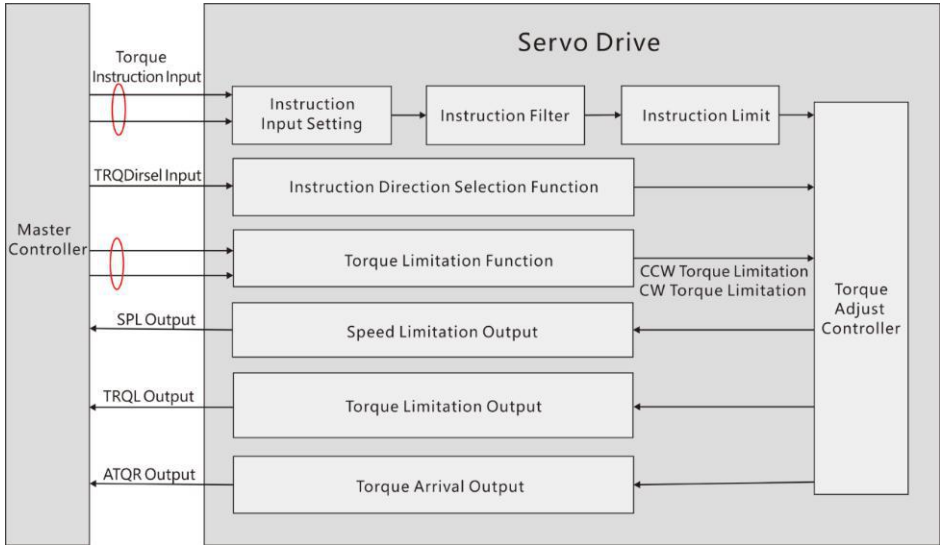 Servo Drive
Torque
Instruction Input
Instruction
Input Setting
Instruction Filter
Instruction Limit
TRQDirsel Input
Instruction Direction Selection Function
Master
Controller
Torque Limitation Function
CCW Torque Limitation
CW Torque Limitation
Torque
Adjust
Controller
SPL Output
Speed Limitation Output
TRQL Output
Torque Limitation Output
ATQR Output
Torque Arrival Output